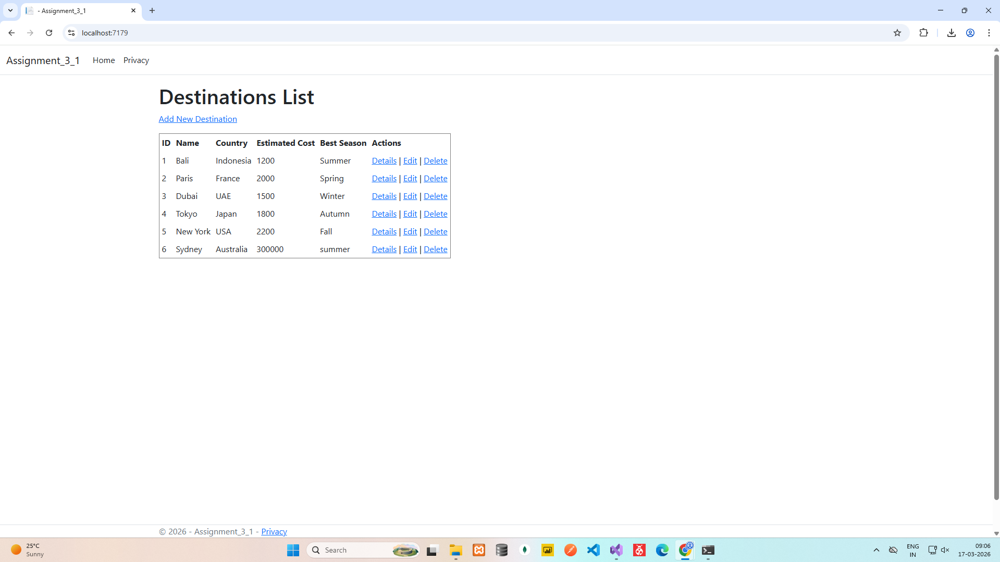 - Assignment_3_1
localhost:7179
Assignment_3_1 Home Privacy
Destinations List
Add New Destination
ID Name Country Estimated Cost Best Season Actions
1 Bali Indonesia 1200 Summer Details | Edit | Delete
2 Paris France 2000 Spring Details | Edit | Delete
3 Dubai UAE 1500 Winter Details | Edit | Delete
4 Tokyo Japan 1800 Autumn Details | Edit | Delete
5 New York USA 2200 Fall Details | Edit | Delete
6 Sydney Australia 300000 summer Details | Edit | Delete
© 2026 - Assignment_3_1 - Privacy
25°C
Sunny
Search
ENG
IN
09:06
17-03-2026